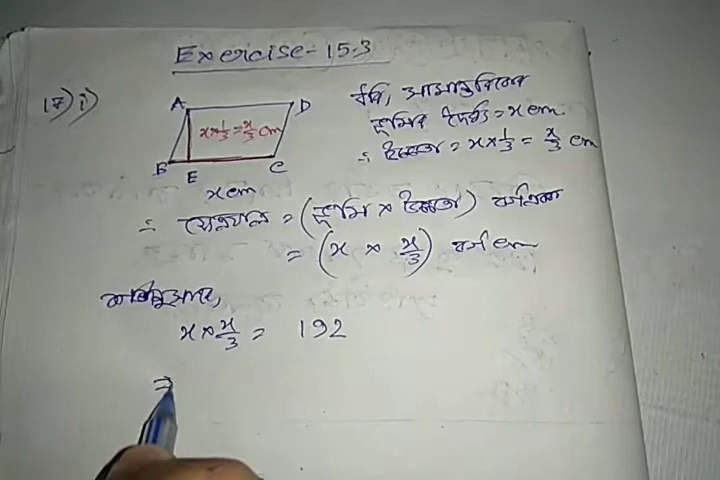 Exercise-15.3
17) i)
A D
x×1/3 = x/3 cm
B E C
x cm
ধরি, সামান্তরিকের
ভূমির দৈর্ঘ্য = x cm.
∴ উচ্চতা = x×1/3 = x/3 cm
∴ ক্ষেত্রফল = (ভূমি × উচ্চতা) বর্গএকক
= (x × x/3) বর্গ cm
x×x/3 = 192
⇒